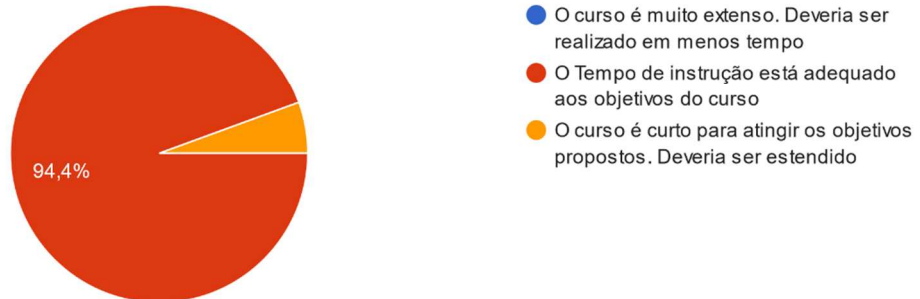 O curso é muito extenso. Deveria ser
realizado em menos tempo
O Tempo de instrução está adequado
aos objetivos do curso
O curso é curto para atingir os objetivos
propostos. Deveria ser estendido
94,4%